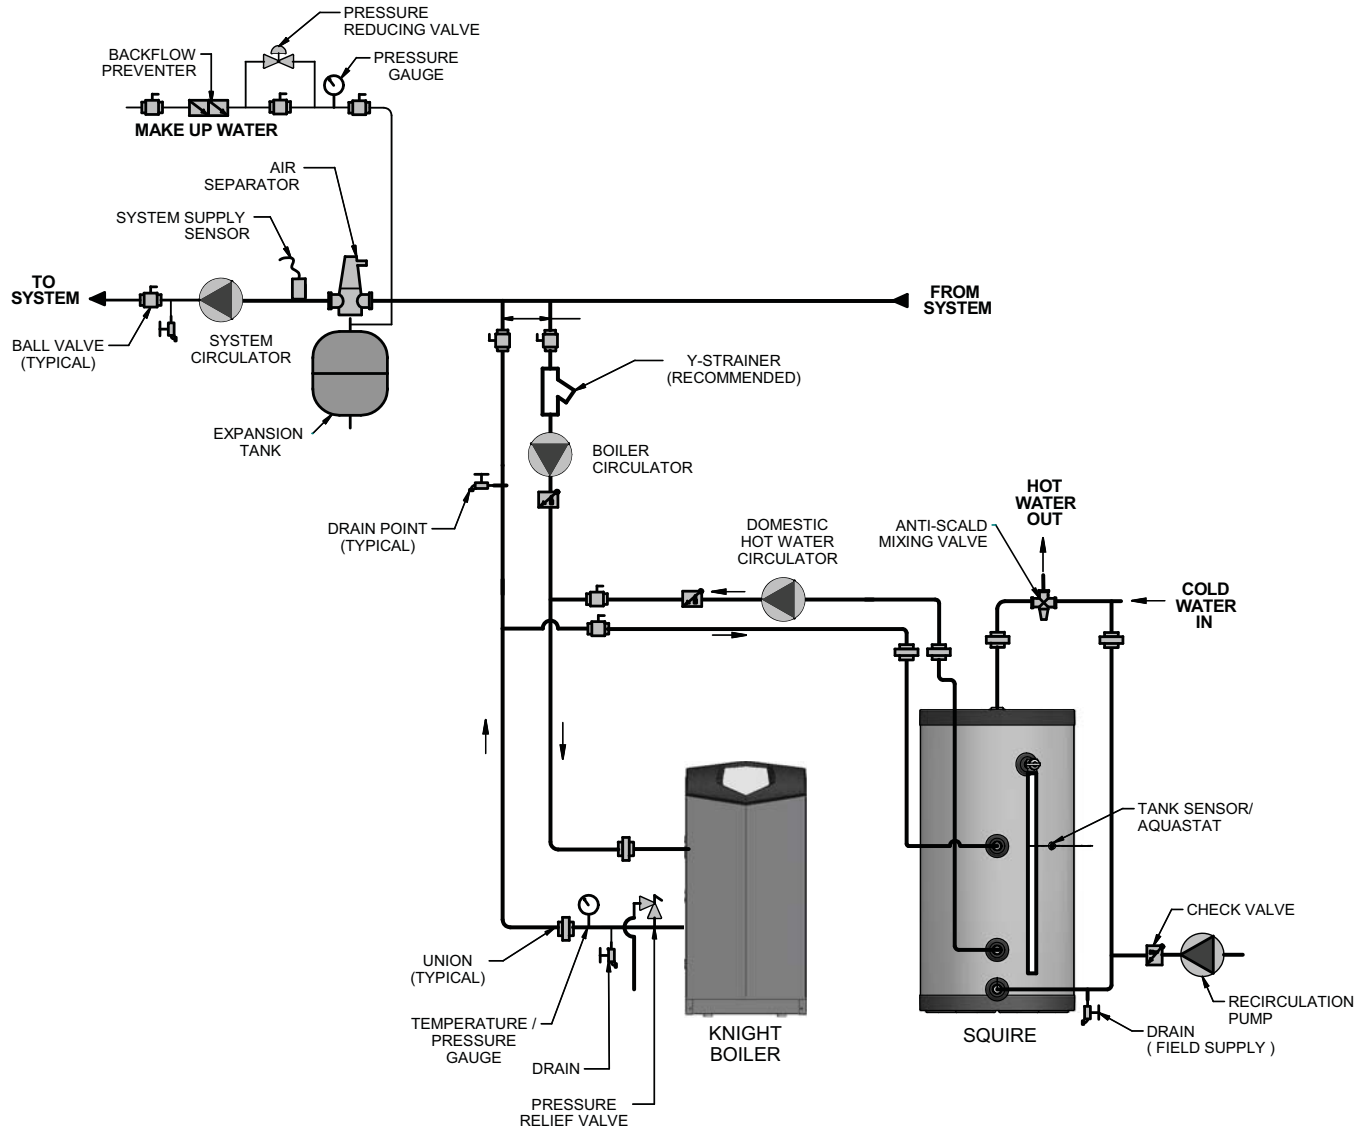 PRESSURE
REDUCING VALVE
BACKFLOW
PREVENTER
PRESSURE
GAUGE
MAKE UP WATER
AIR
SEPARATOR
SYSTEM SUPPLY
SENSOR
TO
SYSTEM
FROM
SYSTEM
BALL VALVE
(TYPICAL)
SYSTEM
CIRCULATOR
Y-STRAINER
(RECOMMENDED)
EXPANSION
TANK
BOILER
CIRCULATOR
DRAIN POINT
(TYPICAL)
DOMESTIC
HOT WATER
CIRCULATOR
ANTI-SCALD
MIXING VALVE
HOT
WATER
OUT
COLD
WATER
IN
TANK SENSOR/
AQUASTAT
CHECK VALVE
UNION
(TYPICAL)
RECIRCULATION
PUMP
TEMPERATURE /
PRESSURE
GAUGE
KNIGHT
BOILER
SQUIRE
DRAIN
( FIELD SUPPLY )
DRAIN
PRESSURE
RELIEF VALVE